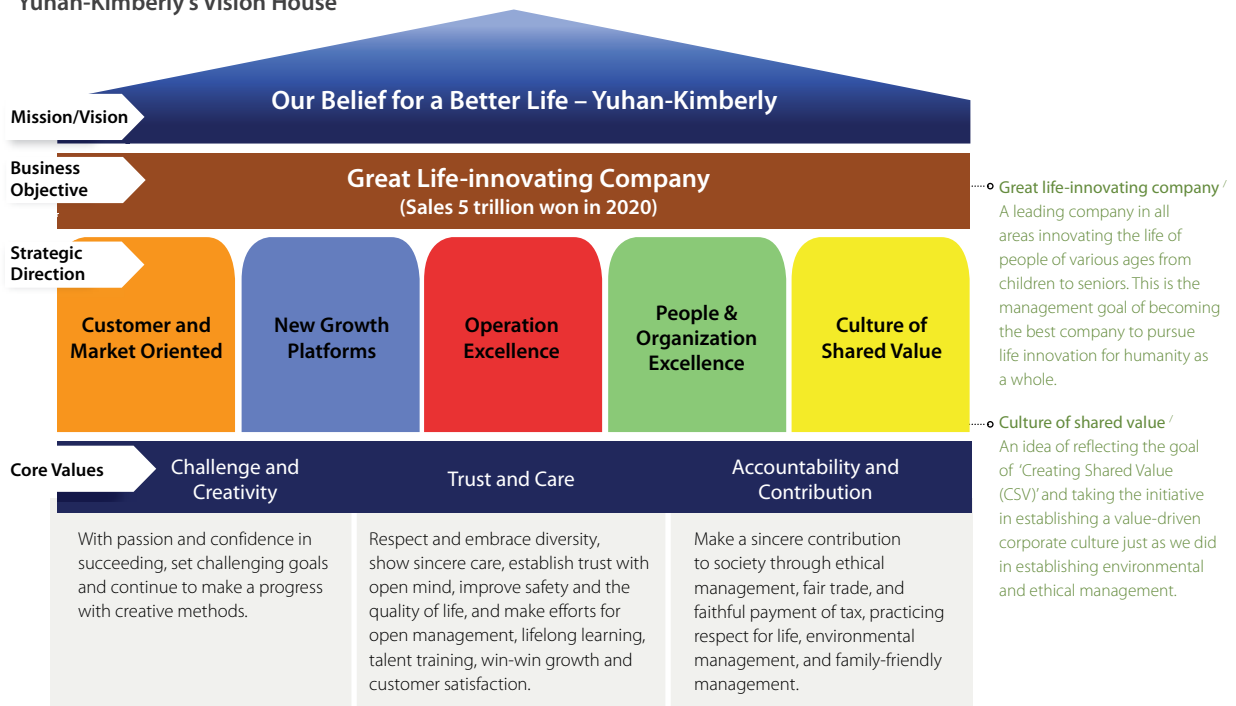 Yuhan-Kimberly's Vision House
Mission/Vision
Our Belief for a Better Life – Yuhan-Kimberly
Business
Objective
Great Life-innovating Company
(Sales 5 trillion won in 2020)
Strategic
Direction
Customer and
Market Oriented
New Growth
Platforms
Operation
Excellence
People &
Organization
Excellence
Culture of
Shared Value
Core Values
Challenge and
Creativity
Trust and Care
Accountability and
Contribution
With passion and confidence in
succeeding, set challenging goals
and continue to make a progress
with creative methods.
Respect and embrace diversity,
show sincere care, establish trust with
open mind, improve safety and the
quality of life, and make efforts for
open management, lifelong learning,
talent training, win-win growth and
customer satisfaction.
Make a sincere contribution
to society through ethical
management, fair trade, and
faithful payment of tax, practicing
respect for life, environmental
management, and family-friendly
management.
Great life-innovating company /
A leading company in all
areas innovating the life of
people of various ages from
children to seniors. This is the
management goal of becoming
the best company to pursue
life innovation for humanity as
a whole.
Culture of shared value /
An idea of reflecting the goal
of ‘Creating Shared Value
(CSV)’ and taking the initiative
in establishing a value-driven
corporate culture just as we did
in establishing environmental
and ethical management.